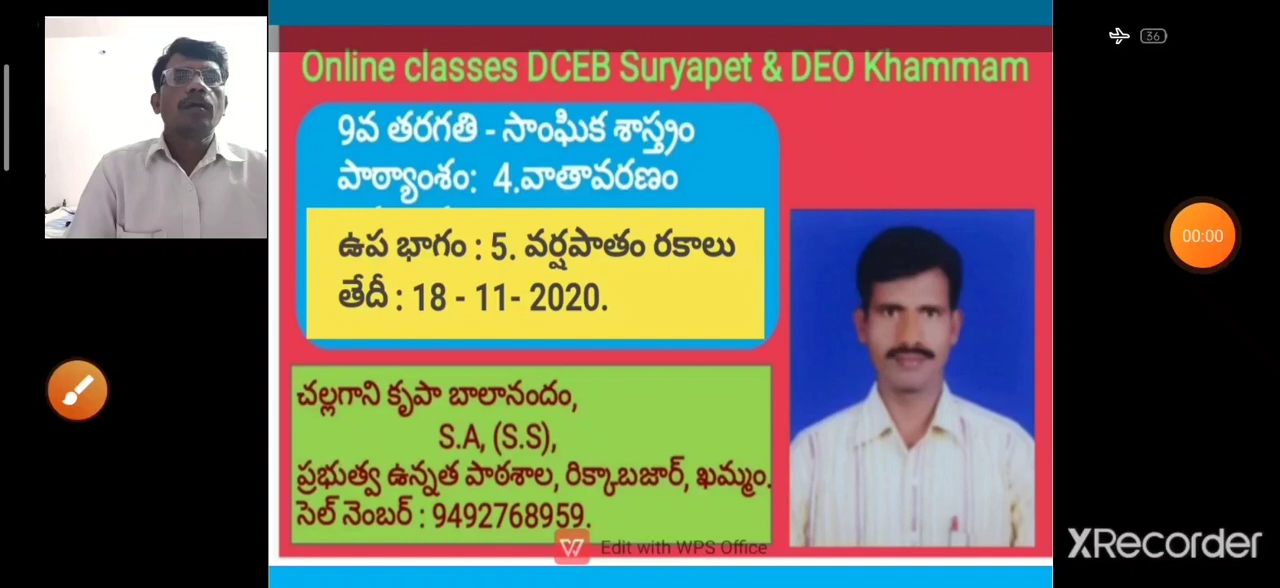 Online classes DCEB Suryapet & DEO Khammam
36
9వ తరగతి - సాంఘిక శాస్త్రం
పాఠ్యాంశం: 4.వాతావరణం
ఉప భాగం : 5. వర్షపాతం రకాలు
తేదీ : 18 - 11- 2020.
00:00
చల్లగాని కృపా బాలానందం,
S.A, (S.S),
ప్రభుత్వ ఉన్నత పాఠశాల, రిక్కాబజార్, ఖమ్మం.
సెల్ నెంబర్ : 9492768959.
Edit with WPS Office
XRecorder